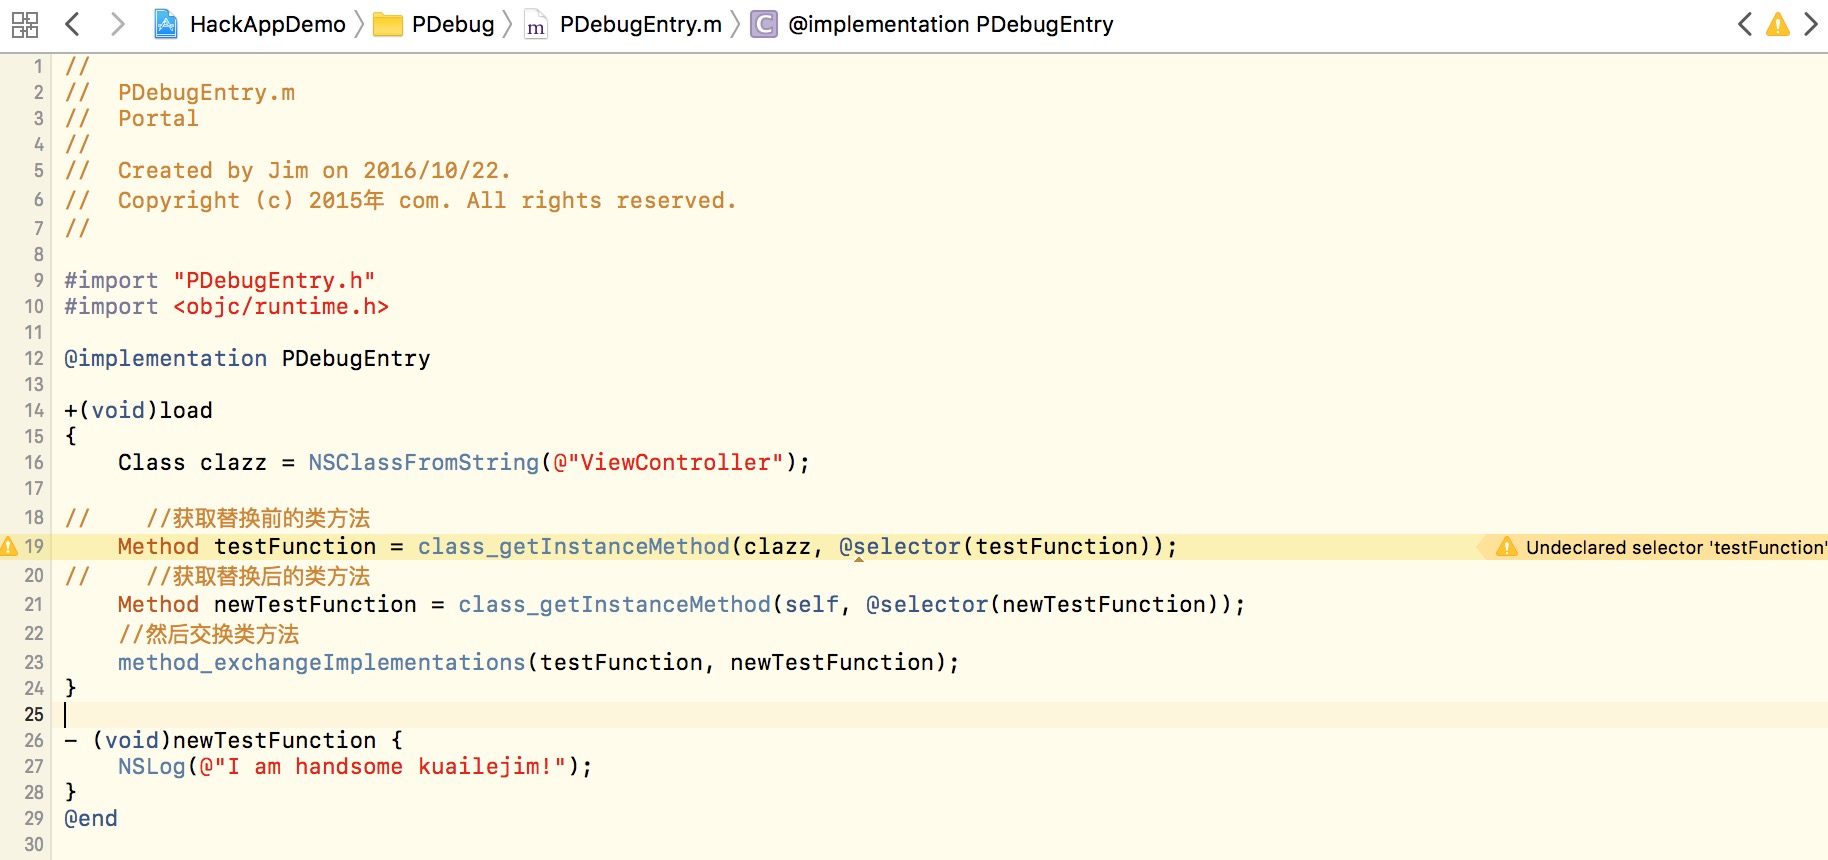 HackAppDemo PDebug PDebugEntry.m @implementation PDebugEntry
1 //
2 //  PDebugEntry.m
3 //  Portal
4 //
5 //  Created by Jim on 2016/10/22.
6 //  Copyright (c) 2015年 com. All rights reserved.
7 //
8
9 #import "PDebugEntry.h"
10 #import <objc/runtime.h>
11
12 @implementation PDebugEntry
13
14 +(void)load
15 {
16     Class clazz = NSClassFromString(@"ViewController");
17
18 //    //获取替换前的类方法
19     Method testFunction = class_getInstanceMethod(clazz, @selector(testFunction)); Undeclared selector 'testFunction'
20 //    //获取替换后的类方法
21     Method newTestFunction = class_getInstanceMethod(self, @selector(newTestFunction));
22     //然后交换类方法
23     method_exchangeImplementations(testFunction, newTestFunction);
24 }
25
26 - (void)newTestFunction {
27     NSLog(@"I am handsome kuailejim!");
28 }
29 @end
30